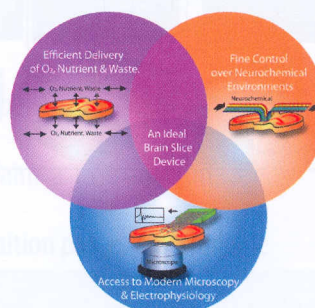 Efficient Delivery
of O₂, Nutrient & Waste.
O₂, Nutrient, Waste
O₂, Nutrient, Waste
Fine Control
over Neurochemical
Environments
Neurochemical
An Ideal
Brain Slice
Device
Microscope
Access to Modern Microscopy
& Electrophysiology